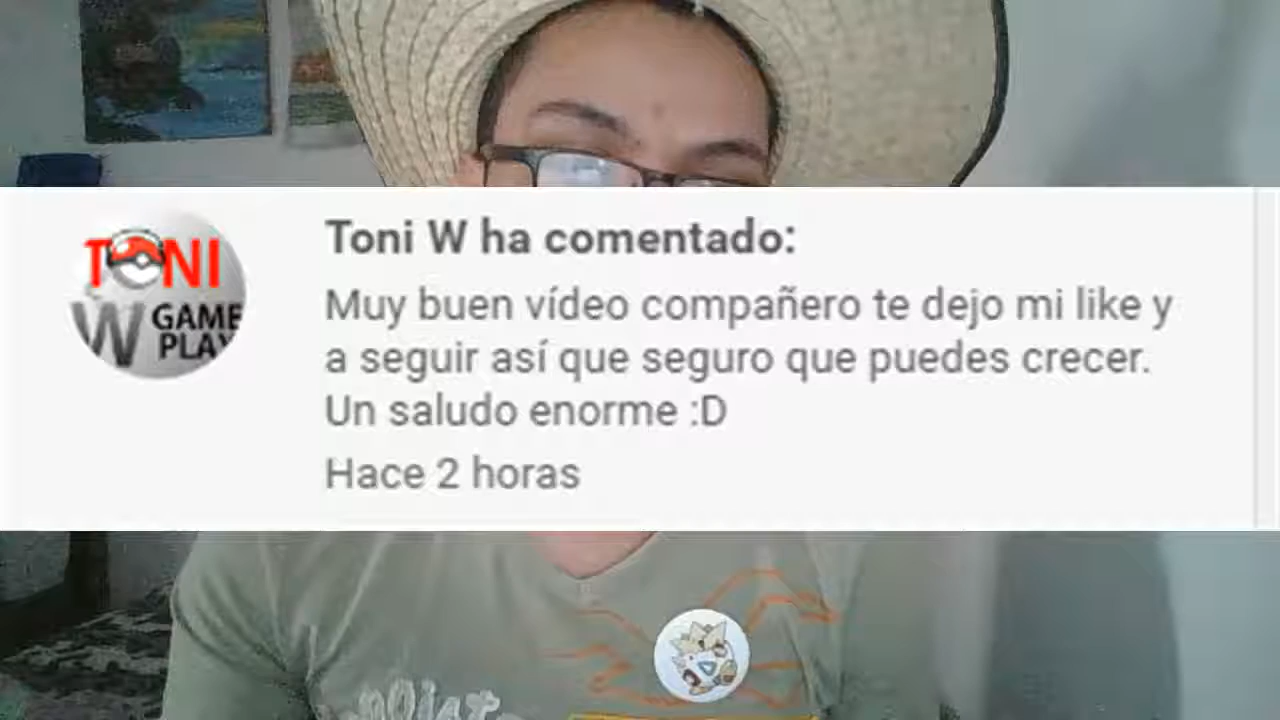 TONI
W GAME
PLAY
Toni W ha comentado:
Muy buen vídeo compañero te dejo mi like y
a seguir así que seguro que puedes crecer.
Un saludo enorme :D
Hace 2 horas